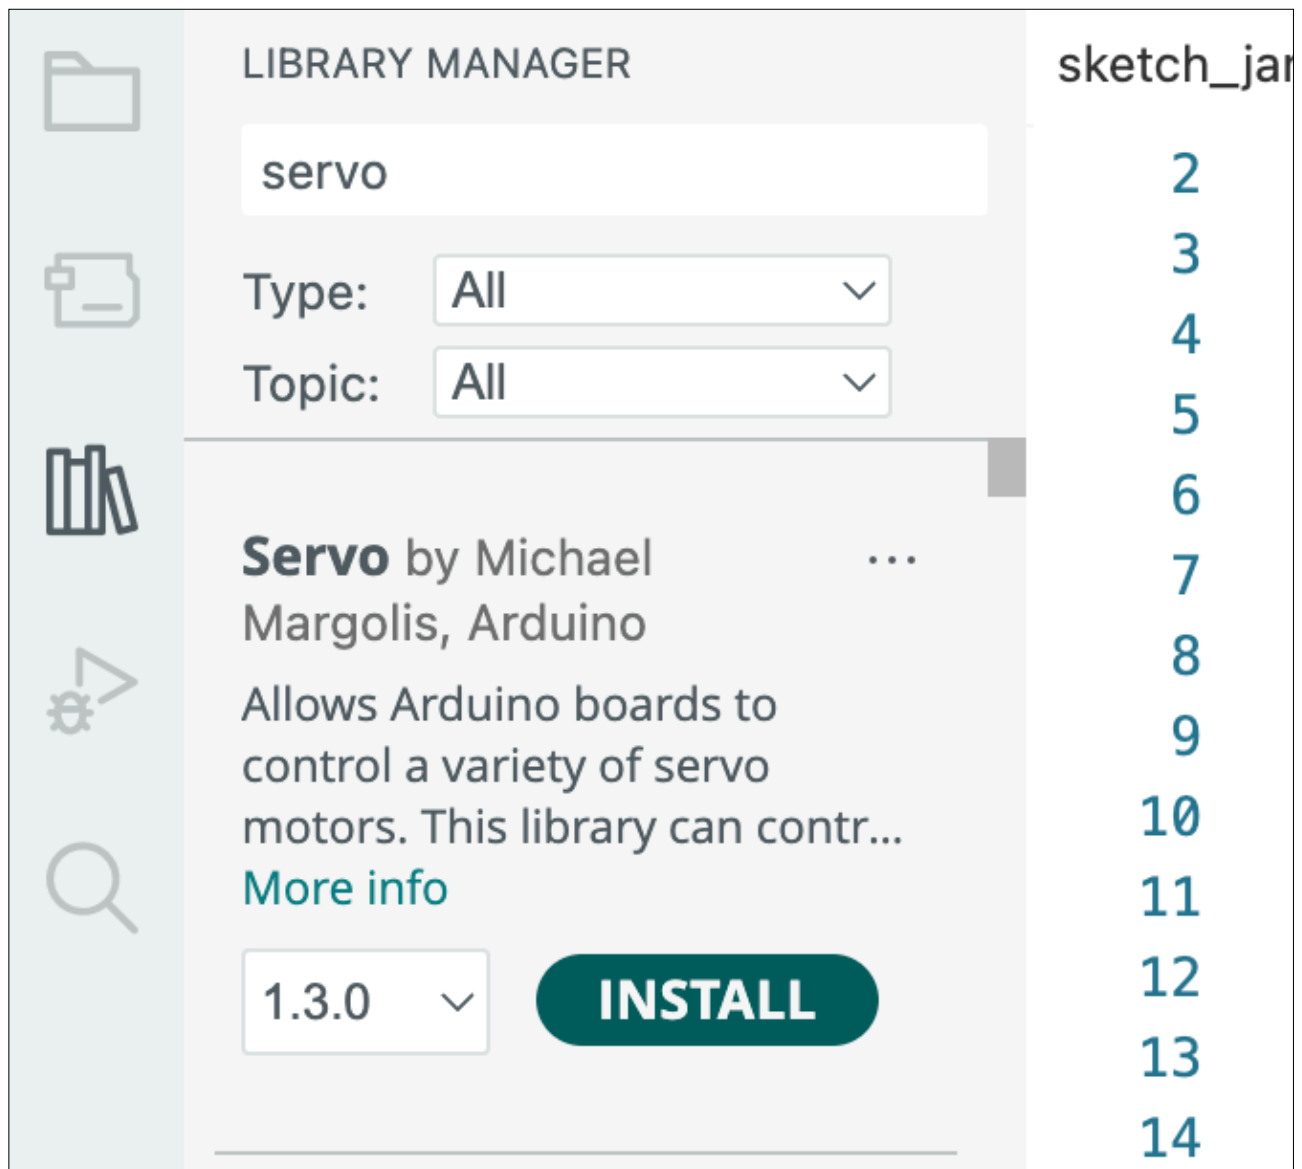 LIBRARY MANAGER
servo
Type: All
Topic: All
Servo by Michael
Margolis, Arduino
Allows Arduino boards to
control a variety of servo
motors. This library can contr...
More info
1.3.0 INSTALL
sketch_jar
2
3
4
5
6
7
8
9
10
11
12
13
14